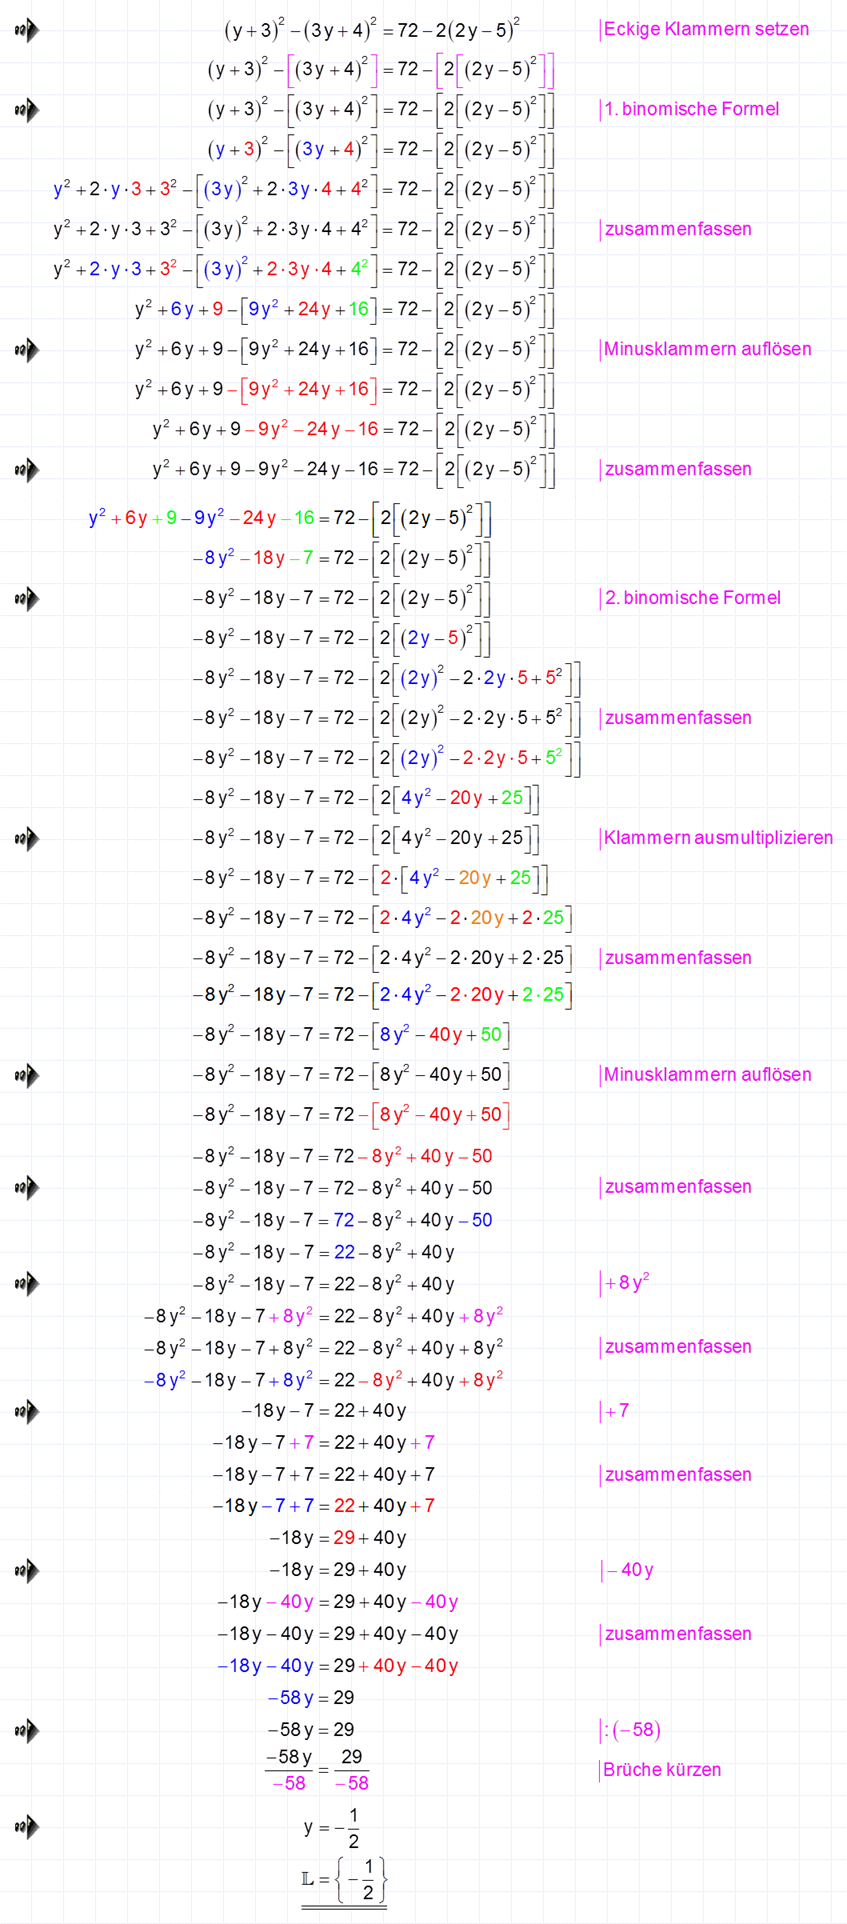 (y+3)² −(3y+4)² = 72−2(2y−5)² |Eckige Klammern setzen
(y+3)² −[(3y+4)²] = 72−[2[(2y−5)²]]
(y+3)² −[(3y+4)²] = 72−[2[(2y−5)²]] |1. binomische Formel
(y+3)² −[(3y+4)²] = 72−[2[(2y−5)²]]
y² +2·y·3+3² −[(3y)² +2·3y·4+4²] = 72−[2[(2y−5)²]]
y² +2·y·3+3² −[(3y)² +2·3y·4+4²] = 72−[2[(2y−5)²]] |zusammenfassen
y² +2·y·3+3² −[(3y)² +2·3y·4+4²] = 72−[2[(2y−5)²]]
y² +6y+9−[9y² +24y+16] = 72−[2[(2y−5)²]]
y² +6y+9−[9y² +24y+16] = 72−[2[(2y−5)²]] |Minusklammern auflösen
y² +6y+9−[9y² +24y+16] = 72−[2[(2y−5)²]]
y² +6y+9−9y² −24y−16 = 72−[2[(2y−5)²]]
y² +6y+9−9y² −24y−16 = 72−[2[(2y−5)²]] |zusammenfassen
y² +6y+9−9y² −24y−16 = 72−[2[(2y−5)²]]
−8y² −18y−7 = 72−[2[(2y−5)²]]
−8y² −18y−7 = 72−[2[(2y−5)²]] |2. binomische Formel
−8y² −18y−7 = 72−[2[(2y−5)²]]
−8y² −18y−7 = 72−[2[(2y)² −2·2y·5+5²]]
−8y² −18y−7 = 72−[2[(2y)² −2·2y·5+5²]] |zusammenfassen
−8y² −18y−7 = 72−[2[(2y)² −2·2y·5+5²]]
−8y² −18y−7 = 72−[2[4y² −20y+25]]
−8y² −18y−7 = 72−[2[4y² −20y+25]] |Klammern ausmultiplizieren
−8y² −18y−7 = 72−[2·[4y² −20y+25]]
−8y² −18y−7 = 72−[2·4y² −2·20y+2·25]
−8y² −18y−7 = 72−[2·4y² −2·20y+2·25] |zusammenfassen
−8y² −18y−7 = 72−[2·4y² −2·20y+2·25]
−8y² −18y−7 = 72−[8y² −40y+50]
−8y² −18y−7 = 72−[8y² −40y+50] |Minusklammern auflösen
−8y² −18y−7 = 72−[8y² −40y+50]
−8y² −18y−7 = 72−8y² +40y−50
−8y² −18y−7 = 72−8y² +40y−50 |zusammenfassen
−8y² −18y−7 = 72−8y² +40y−50
−8y² −18y−7 = 22−8y² +40y
−8y² −18y−7 = 22−8y² +40y |+8y²
−8y² −18y−7+8y² = 22−8y² +40y+8y²
−8y² −18y−7+8y² = 22−8y² +40y+8y² |zusammenfassen
−8y² −18y−7+8y² = 22−8y² +40y+8y²
−18y−7 = 22+40y |+7
−18y−7+7 = 22+40y+7
−18y−7+7 = 22+40y+7 |zusammenfassen
−18y−7+7 = 22+40y+7
−18y = 29+40y
−18y = 29+40y |−40y
−18y−40y = 29+40y−40y
−18y−40y = 29+40y−40y |zusammenfassen
−18y−40y = 29+40y−40y
−58y = 29
−58y = 29 |:(−58)
−58y/−58 = 29/−58 |Brüche kürzen
y = −1/2
𝕃 = {−1/2}